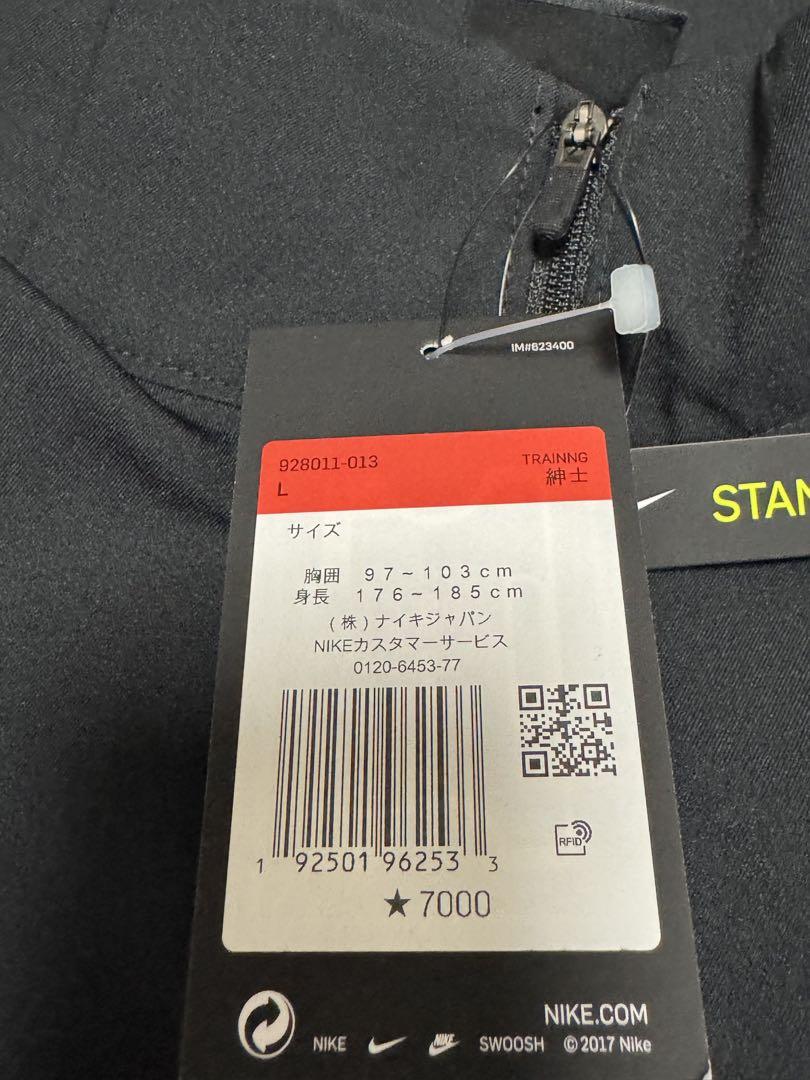 IM#823400
928011-013
L
TRAINNG
紳士
サイズ
胸囲 97~103cm
身長 176~185cm
(株)ナイキジャパン
NIKEカスタマーサービス
0120-6453-77
RFID
1 92501 96253 3
★7000
NIKE.COM
NIKE NIKE SWOOSH ©2017 Nike
STAN